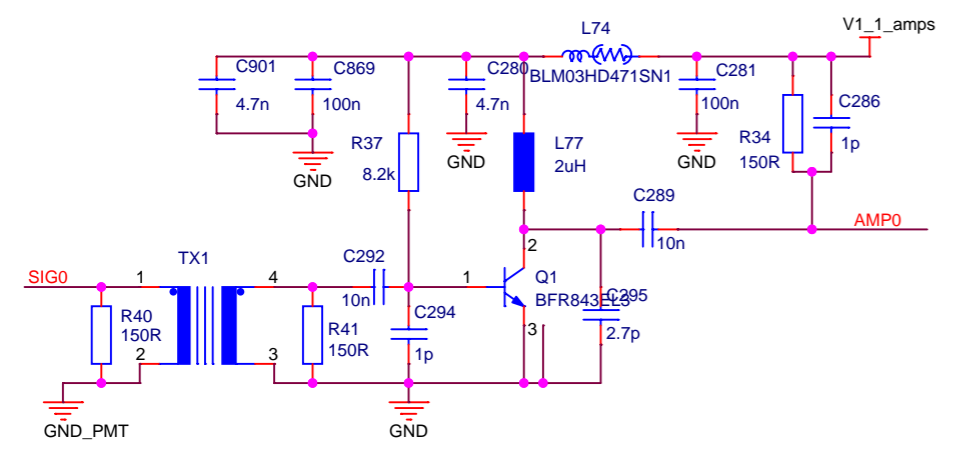 L74
V1_1_amps
C901
C869
C280
BLM03HD471SN1
C281
4.7n
100n
4.7n
100n
C286
R37
L77
R34
1p
GND
8.2k
GND
2uH
GND
150R
C289
AMP0
10n
2
TX1
C292
SIG0
1
4
1
Q1
10n
BFR843EL3
C295
R40
R41
C294
150R
150R
1p
3
2.7p
2
3
GND_PMT
GND